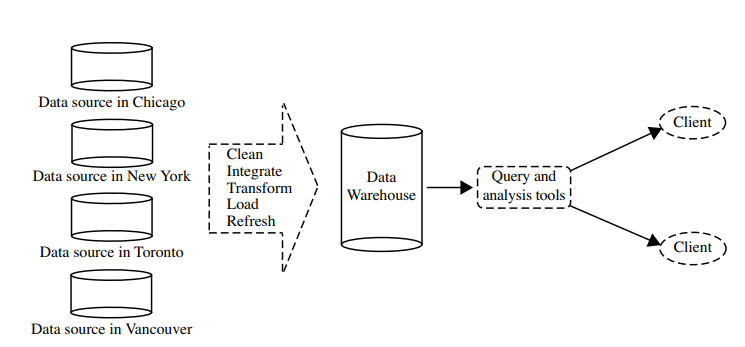 Data source in Chicago
Data source in New York
Data source in Toronto
Data source in Vancouver
Clean
Integrate
Transform
Load
Refresh
Data
Warehouse
Query and
analysis tools
Client
Client